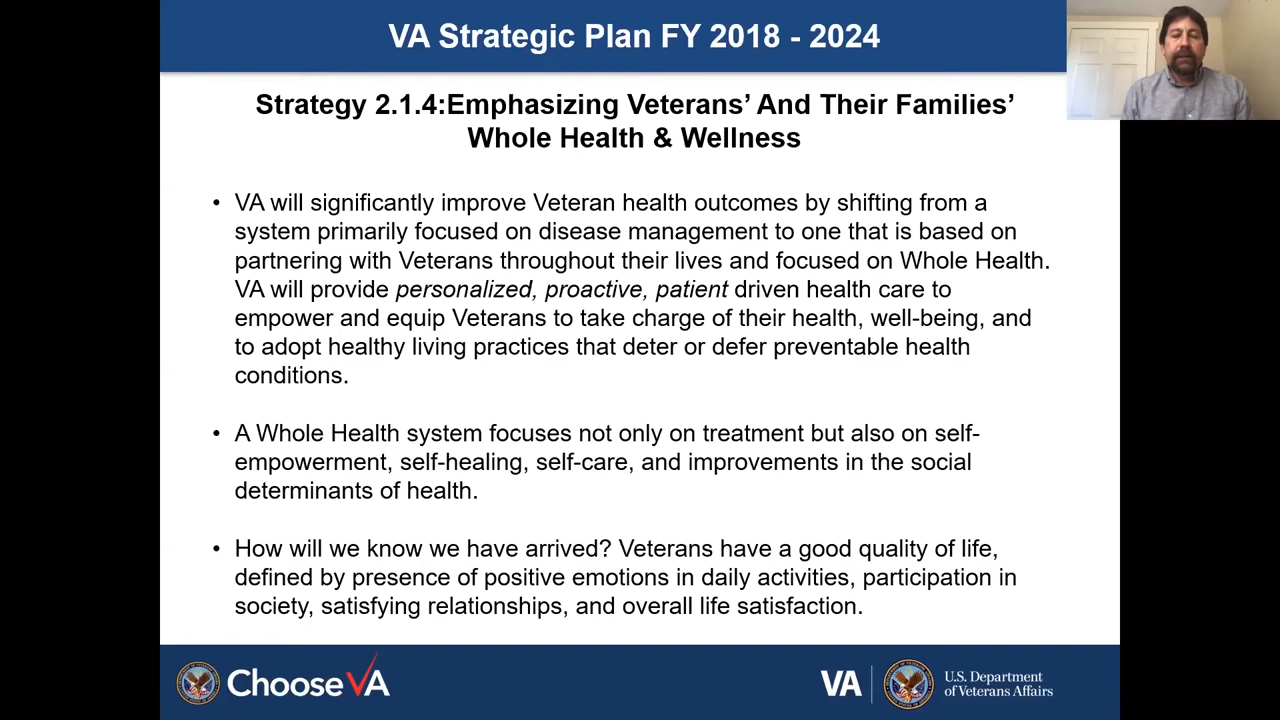 VA Strategic Plan FY 2018 - 2024
Strategy 2.1.4:Emphasizing Veterans’ And Their Families’
Whole Health & Wellness
• VA will significantly improve Veteran health outcomes by shifting from a
system primarily focused on disease management to one that is based on
partnering with Veterans throughout their lives and focused on Whole Health.
VA will provide personalized, proactive, patient driven health care to
empower and equip Veterans to take charge of their health, well-being, and
to adopt healthy living practices that deter or defer preventable health
conditions.
• A Whole Health system focuses not only on treatment but also on self-
empowerment, self-healing, self-care, and improvements in the social
determinants of health.
• How will we know we have arrived? Veterans have a good quality of life,
defined by presence of positive emotions in daily activities, participation in
society, satisfying relationships, and overall life satisfaction.
Choose VA
VA
U.S. Department
of Veterans Affairs